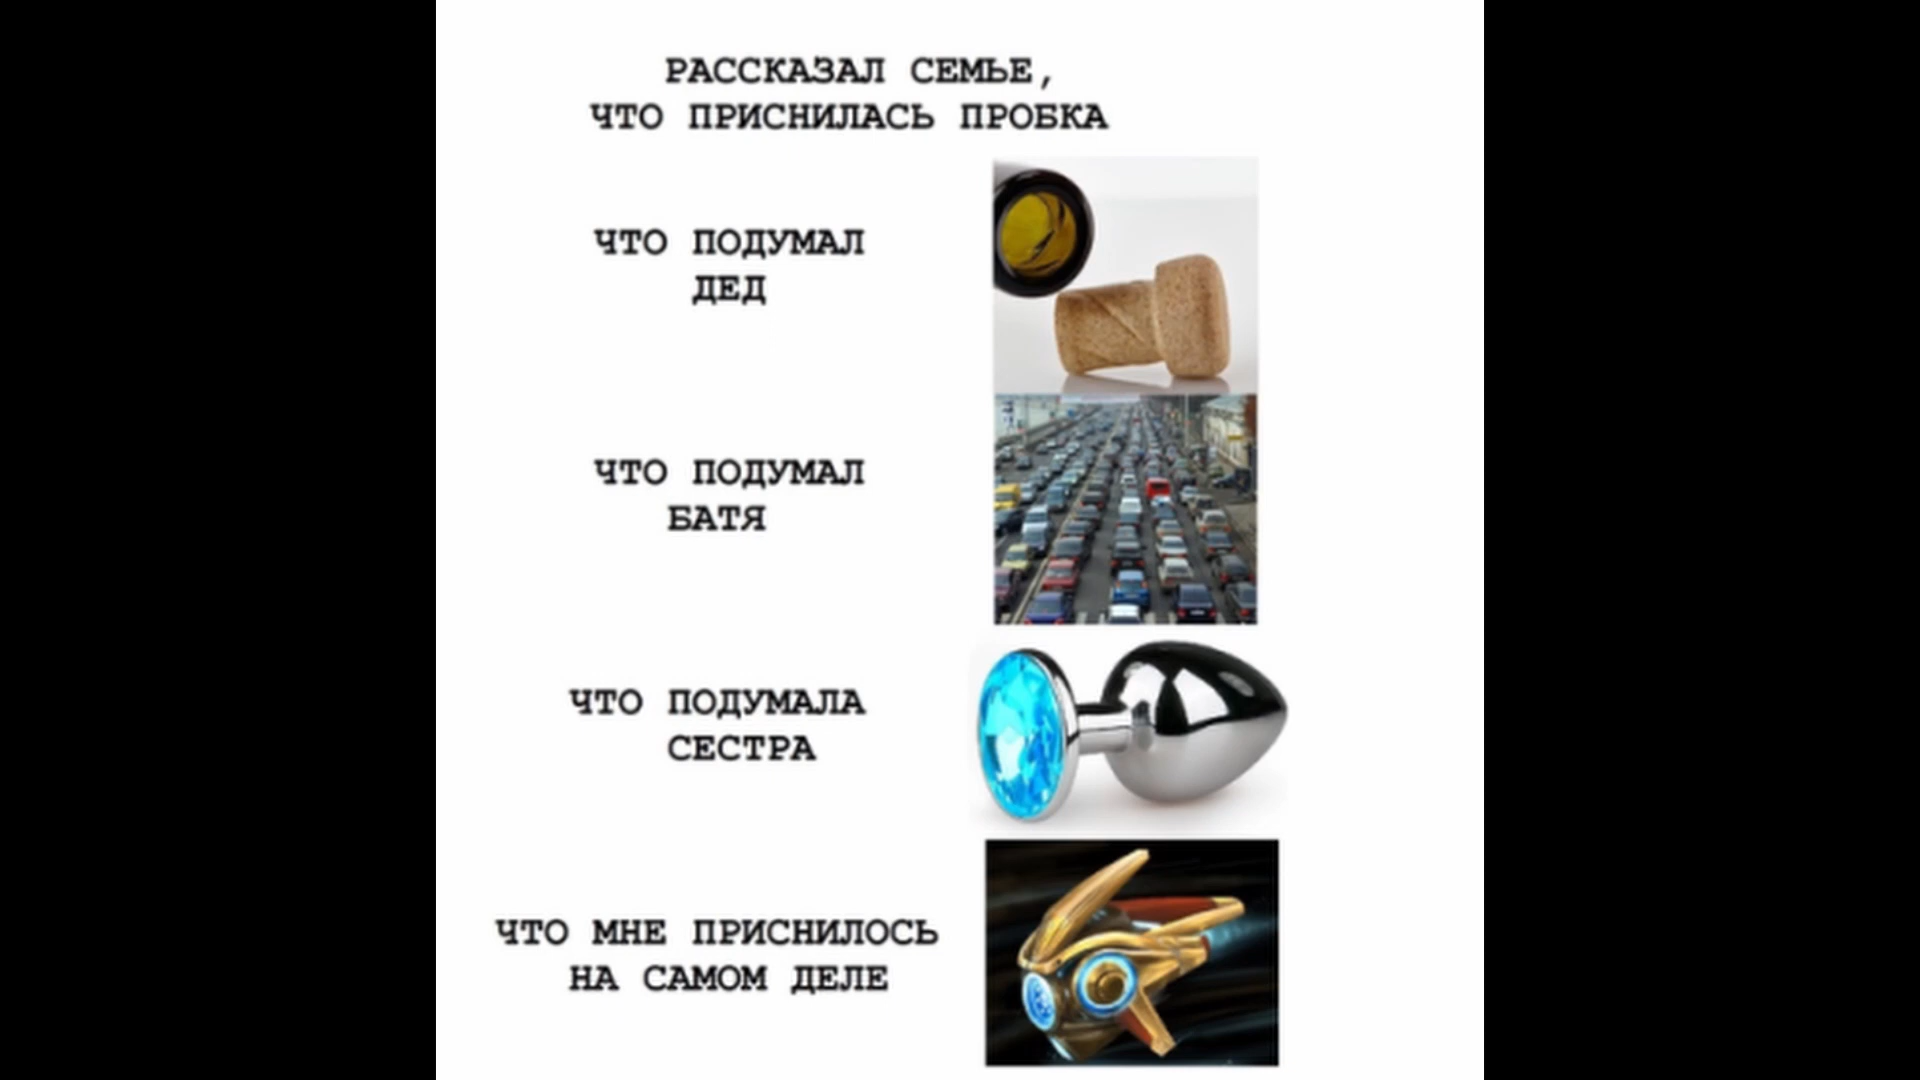 РАССКАЗАЛ СЕМЬЕ,
ЧТО ПРИСНИЛАСЬ ПРОБКА
ЧТО ПОДУМАЛ
ДЕД
ЧТО ПОДУМАЛ
БАТЯ
ЧТО ПОДУМАЛА
СЕСТРА
ЧТО МНЕ ПРИСНИЛОСЬ
НА САМОМ ДЕЛЕ